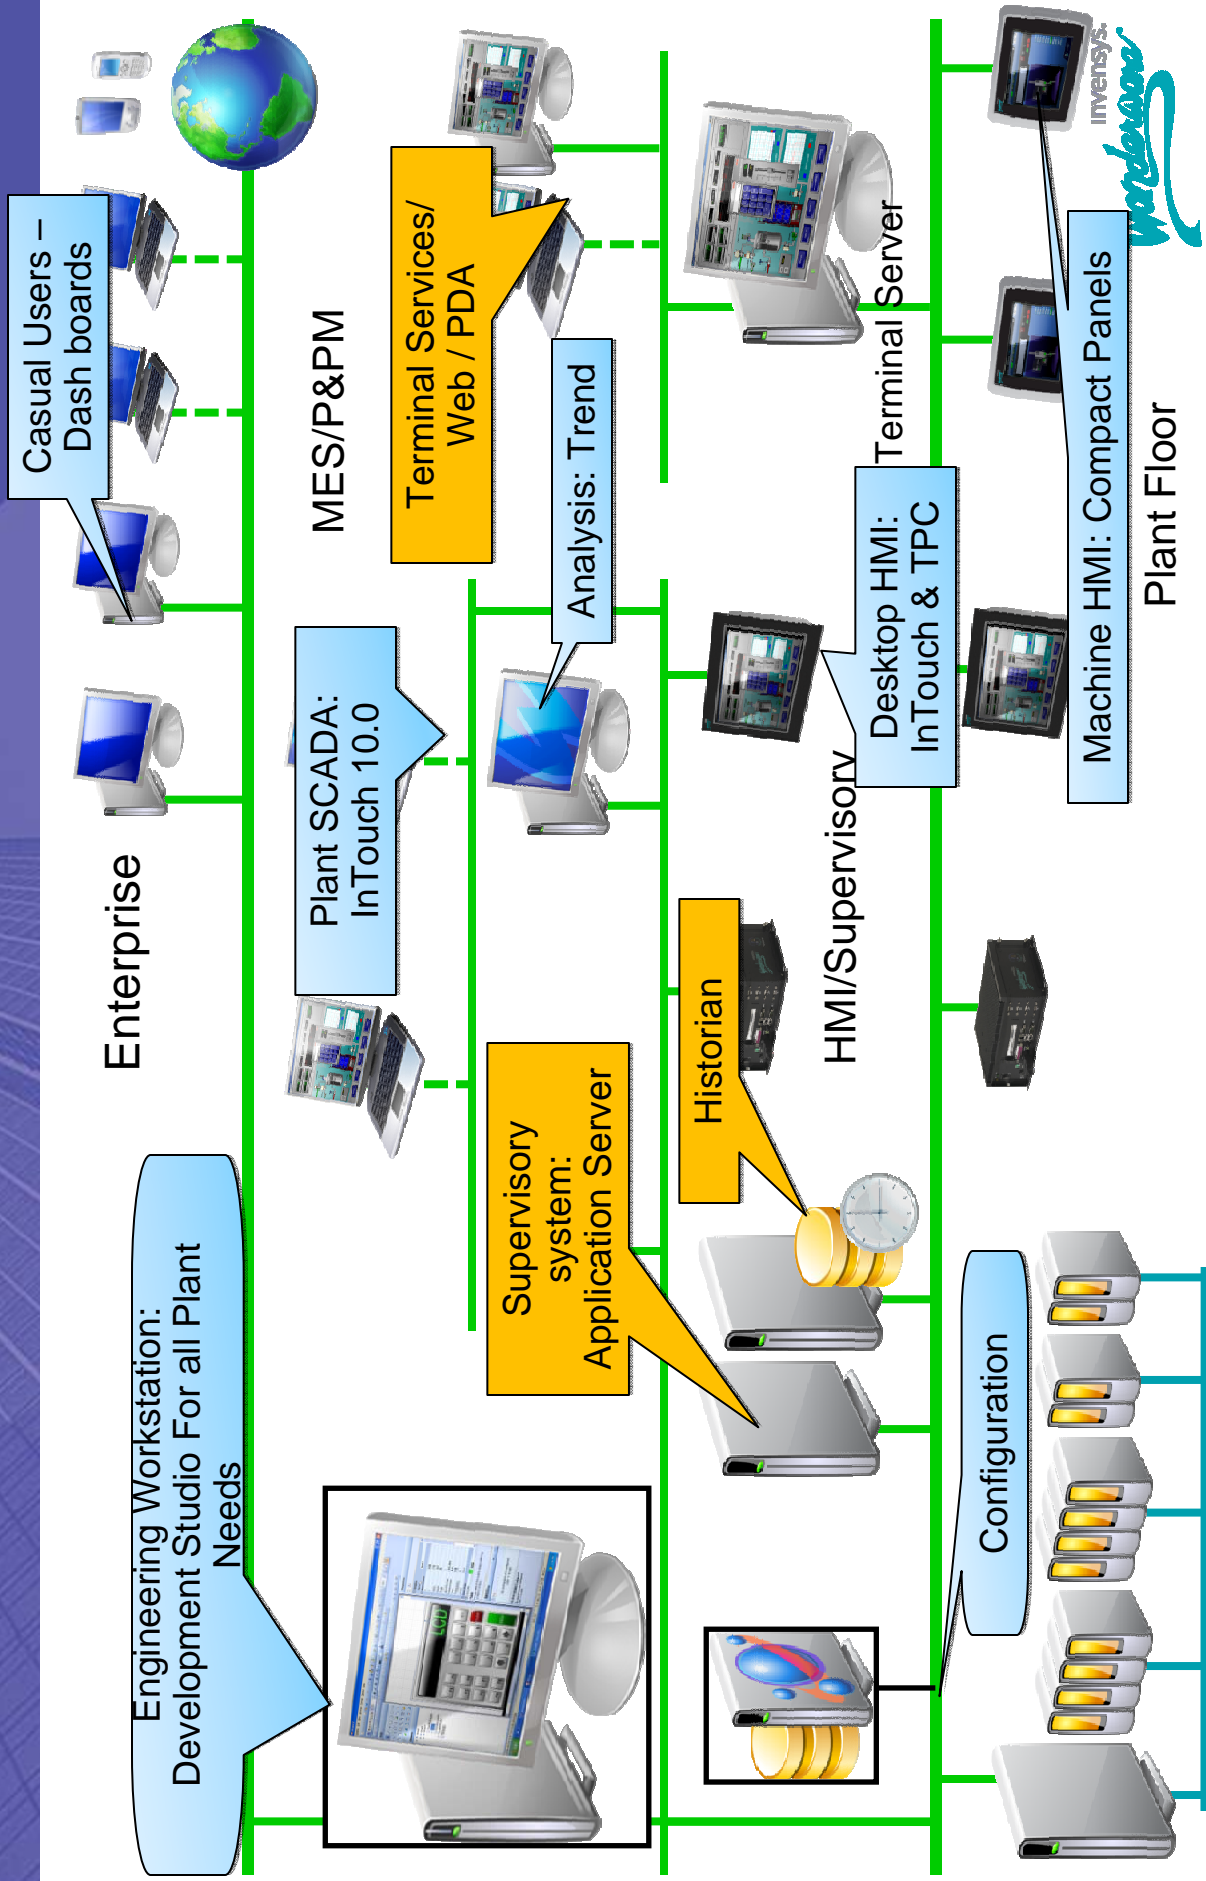 Engineering Workstation:
Development Studio For all Plant
Needs
Enterprise
Casual Users –
Dash boards
Plant SCADA:
InTouch 10.0
MES/P&PM
Terminal Services/
Web / PDA
Supervisory
system:
Application Server
Analysis: Trend
Historian
HMI/Supervisory
Desktop HMI:
InTouch & TPC
Terminal Server
Configuration
Machine HMI: Compact Panels
Plant Floor
invensys.
Wonderware
LCD